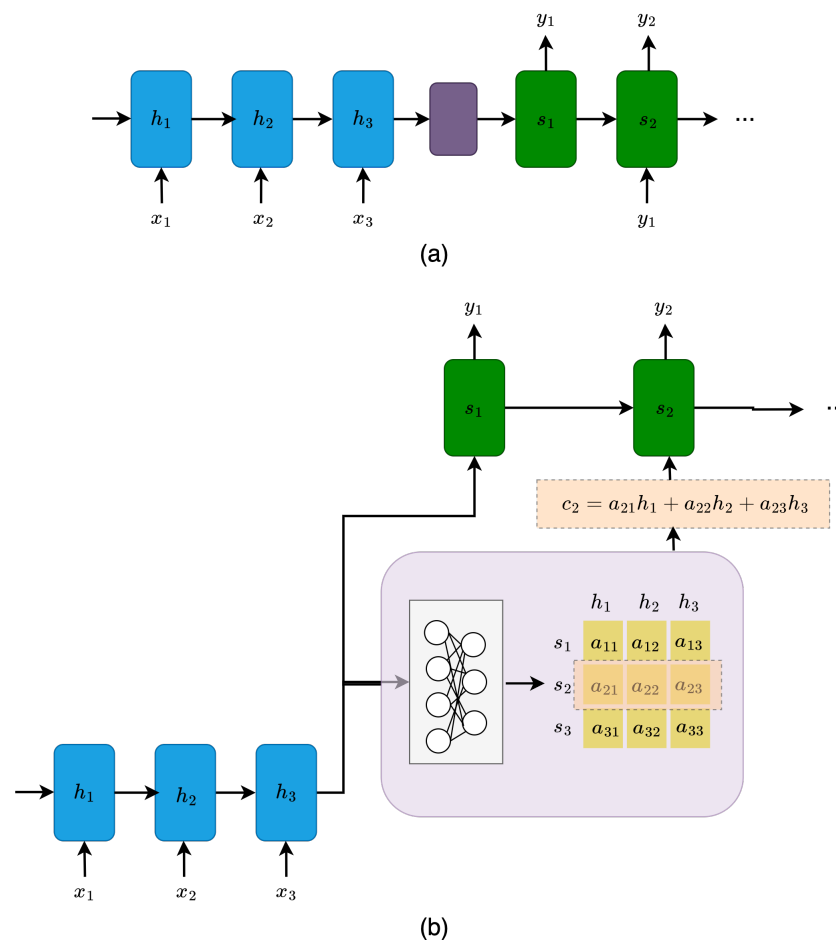 y₁ y₂
h₁ h₂ h₃ s₁ s₂ ...
x₁ x₂ x₃ y₁
(a)
y₁ y₂
s₁ s₂ ..
c₂ = a₂₁h₁ + a₂₂h₂ + a₂₃h₃
h₁ h₂ h₃
s₁ a₁₁ a₁₂ a₁₃
s₂ a₂₁ a₂₂ a₂₃
s₃ a₃₁ a₃₂ a₃₃
h₁ h₂ h₃
x₁ x₂ x₃
(b)